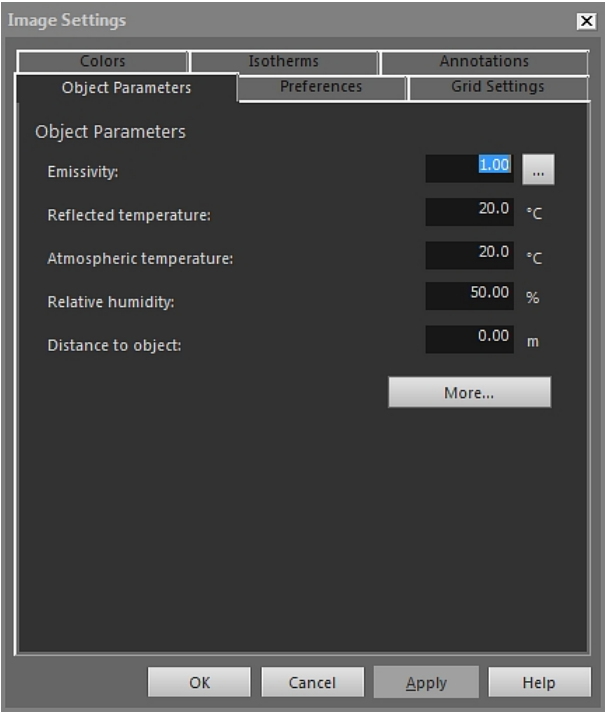 Image Settings
Colors Isotherms Annotations
Object Parameters Preferences Grid Settings
Object Parameters
Emissivity: 1.00 ...
Reflected temperature: 20.0 °C
Atmospheric temperature: 20.0 °C
Relative humidity: 50.00 %
Distance to object: 0.00 m
More...
OK Cancel Apply Help